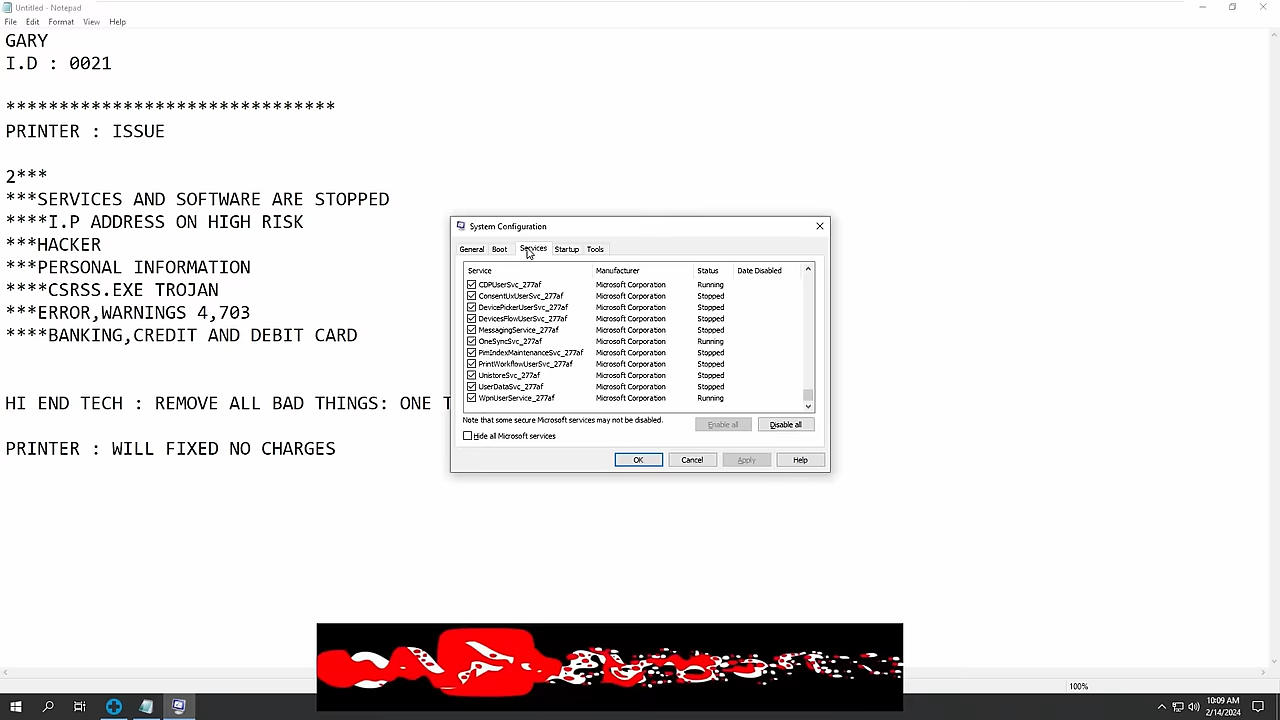 Untitled - Notepad
File Edit Format View Help
GARY
I.D : 0021
*******************************
PRINTER : ISSUE
2***
***SERVICES AND SOFTWARE ARE STOPPED
****I.P ADDRESS ON HIGH RISK
***HACKER
***PERSONAL INFORMATION
****CSRSS.EXE TROJAN
***ERROR,WARNINGS 4,703
****BANKING,CREDIT AND DEBIT CARD
HI END TECH : REMOVE ALL BAD THINGS: ONE T
PRINTER : WILL FIXED NO CHARGES
System Configuration
General Boot Services Startup Tools
Service Manufacturer Status Date Disabled
CDPUserSvc_277af Microsoft Corporation Running
ConsentUxUserSvc_277af Microsoft Corporation Stopped
DevicePickerUserSvc_277af Microsoft Corporation Stopped
DevicesFlowUserSvc_277af Microsoft Corporation Stopped
MessagingService_277af Microsoft Corporation Stopped
OneSyncSvc_277af Microsoft Corporation Running
PimIndexMaintenanceSvc_277af Microsoft Corporation Stopped
PrintWorkflowUserSvc_277af Microsoft Corporation Stopped
UnistoreSvc_277af Microsoft Corporation Stopped
UserDataSvc_277af Microsoft Corporation Stopped
WpnUserService_277af Microsoft Corporation Running
Note that some secure Microsoft services may not be disabled.
Enable all Disable all
Hide all Microsoft services
OK Cancel Apply Help
100%
10:09 AM
2/14/2024